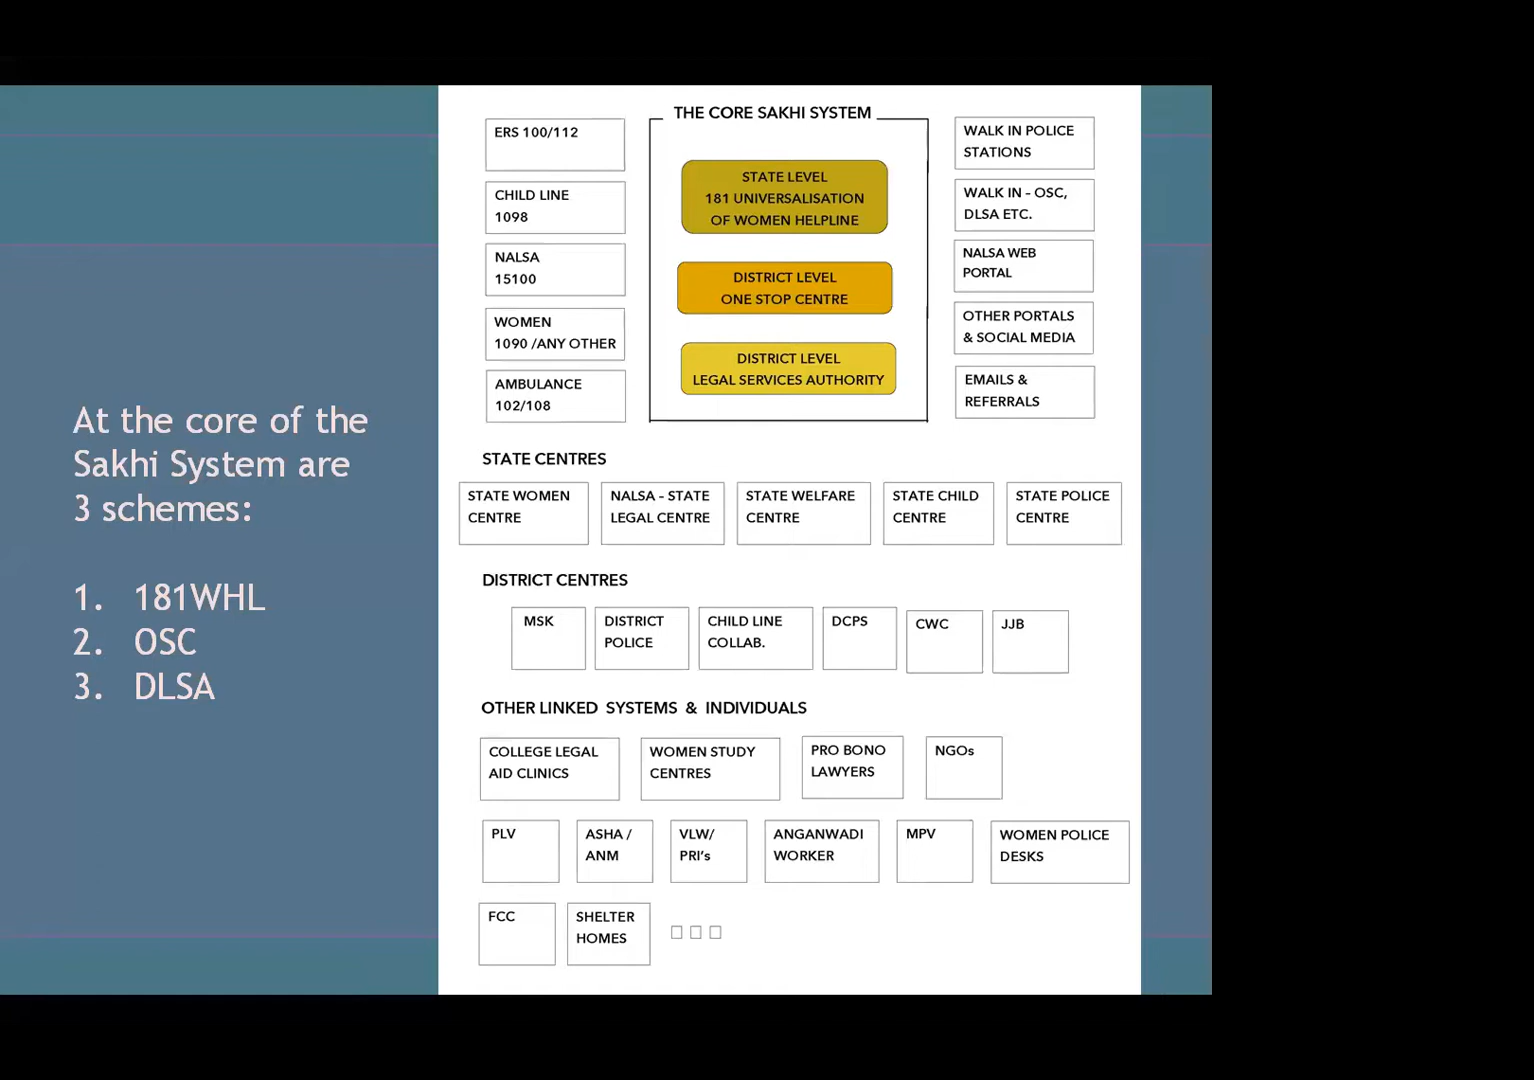 At the core of the
Sakhi System are
3 schemes:
1. 181WHL
2. OSC
3. DLSA
THE CORE SAKHI SYSTEM
ERS 100/112
CHILD LINE
1098
NALSA
15100
WOMEN
1090 /ANY OTHER
AMBULANCE
102/108
STATE LEVEL
181 UNIVERSALISATION
OF WOMEN HELPLINE
DISTRICT LEVEL
ONE STOP CENTRE
DISTRICT LEVEL
LEGAL SERVICES AUTHORITY
WALK IN POLICE
STATIONS
WALK IN – OSC,
DLSA ETC.
NALSA WEB
PORTAL
OTHER PORTALS
& SOCIAL MEDIA
EMAILS &
REFERRALS
STATE CENTRES
STATE WOMEN
CENTRE
NALSA – STATE
LEGAL CENTRE
STATE WELFARE
CENTRE
STATE CHILD
CENTRE
STATE POLICE
CENTRE
DISTRICT CENTRES
MSK
DISTRICT
POLICE
CHILD LINE
COLLAB.
DCPS
CWC
JJB
OTHER LINKED SYSTEMS & INDIVIDUALS
COLLEGE LEGAL
AID CLINICS
WOMEN STUDY
CENTRES
PRO BONO
LAWYERS
NGOs
PLV
ASHA /
ANM
VLW/
PRI's
ANGANWADI
WORKER
MPV
WOMEN POLICE
DESKS
FCC
SHELTER
HOMES